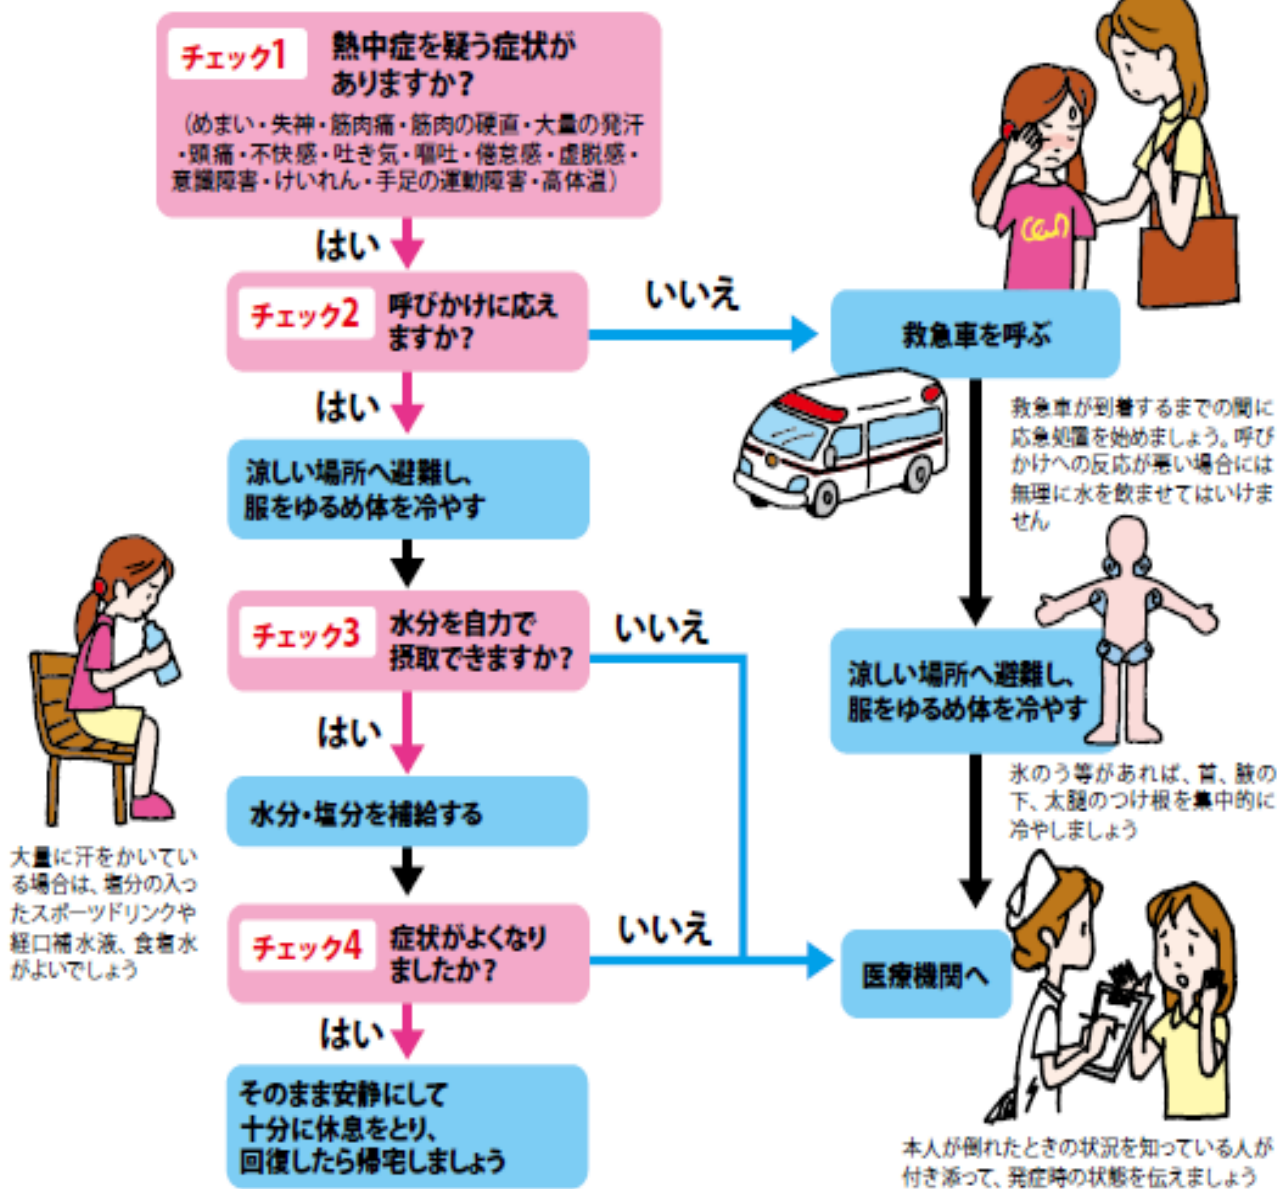 チェック1
熱中症を疑う症状が
ありますか？
（めまい・失神・筋肉痛・筋肉の硬直・大量の発汗
・頭痛・不快感・吐き気・嘔吐・倦怠感・虚脱感・
意識障害・けいれん・手足の運動障害・高体温）
はい
チェック2
呼びかけに応え
ますか？
いいえ
救急車を呼ぶ
救急車が到着するまでの間に
応急処置を始めましょう。呼び
かけへの反応が悪い場合には
無理に水を飲ませてはいけま
せん
はい
涼しい場所へ避難し、
服をゆるめ体を冷やす
チェック3
水分を自力で
摂取できますか？
いいえ
涼しい場所へ避難し、
服をゆるめ体を冷やす
氷のう等があれば、首、腋の
下、太腿のつけ根を集中的に
冷やしましょう
はい
水分・塩分を補給する
大量に汗をかいてい
る場合は、塩分の入っ
たスポーツドリンクや
経口補水液、食塩水
がよいでしょう
チェック4
症状がよくなり
ましたか？
いいえ
医療機関へ
本人が倒れたときの状況を知っている人が
付き添って、発症時の状態を伝えましょう
はい
そのまま安静にして
十分に休息をとり、
回復したら帰宅しましょう